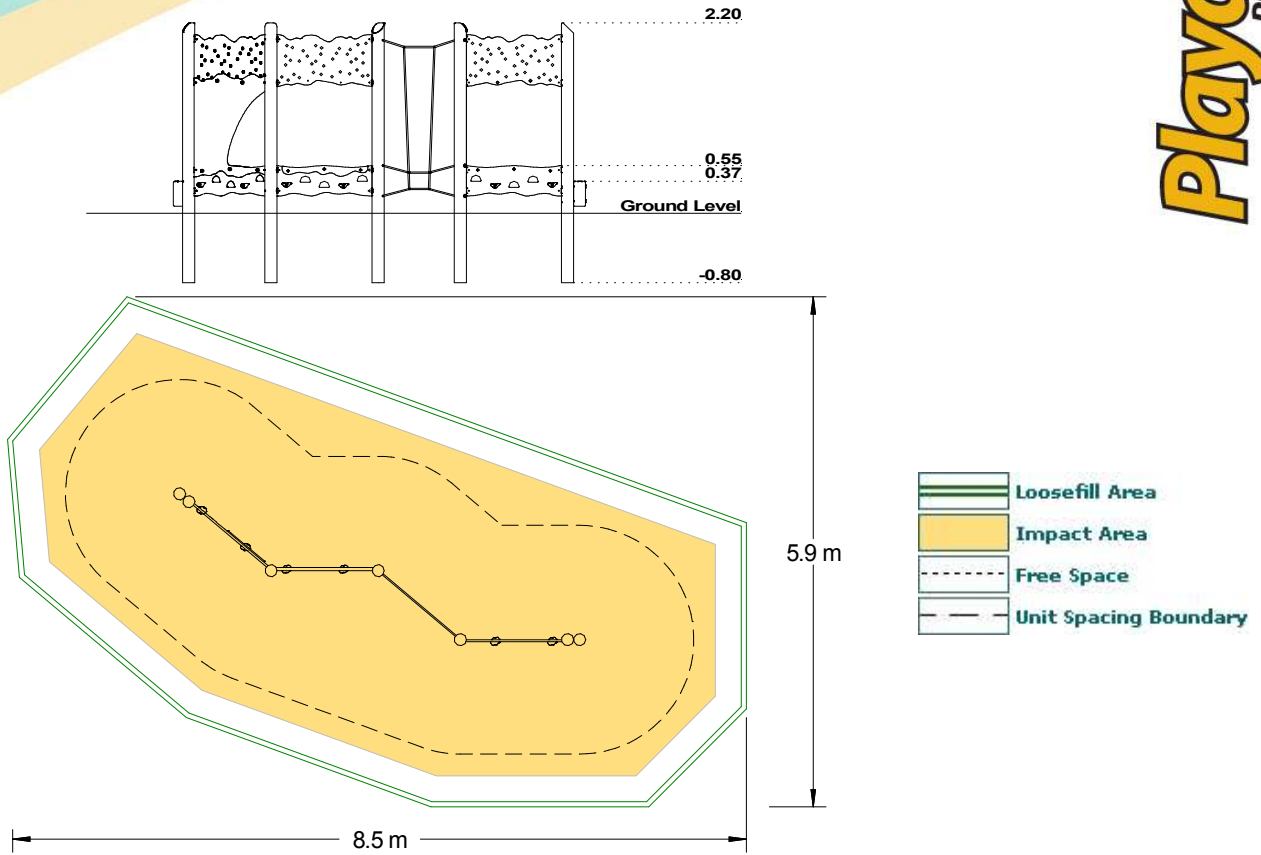 2.20
0.55
0.37
Ground Level
-0.80
5.9 m
8.5 m
Loosefill Area
Impact Area
Free Space
Unit Spacing Boundary